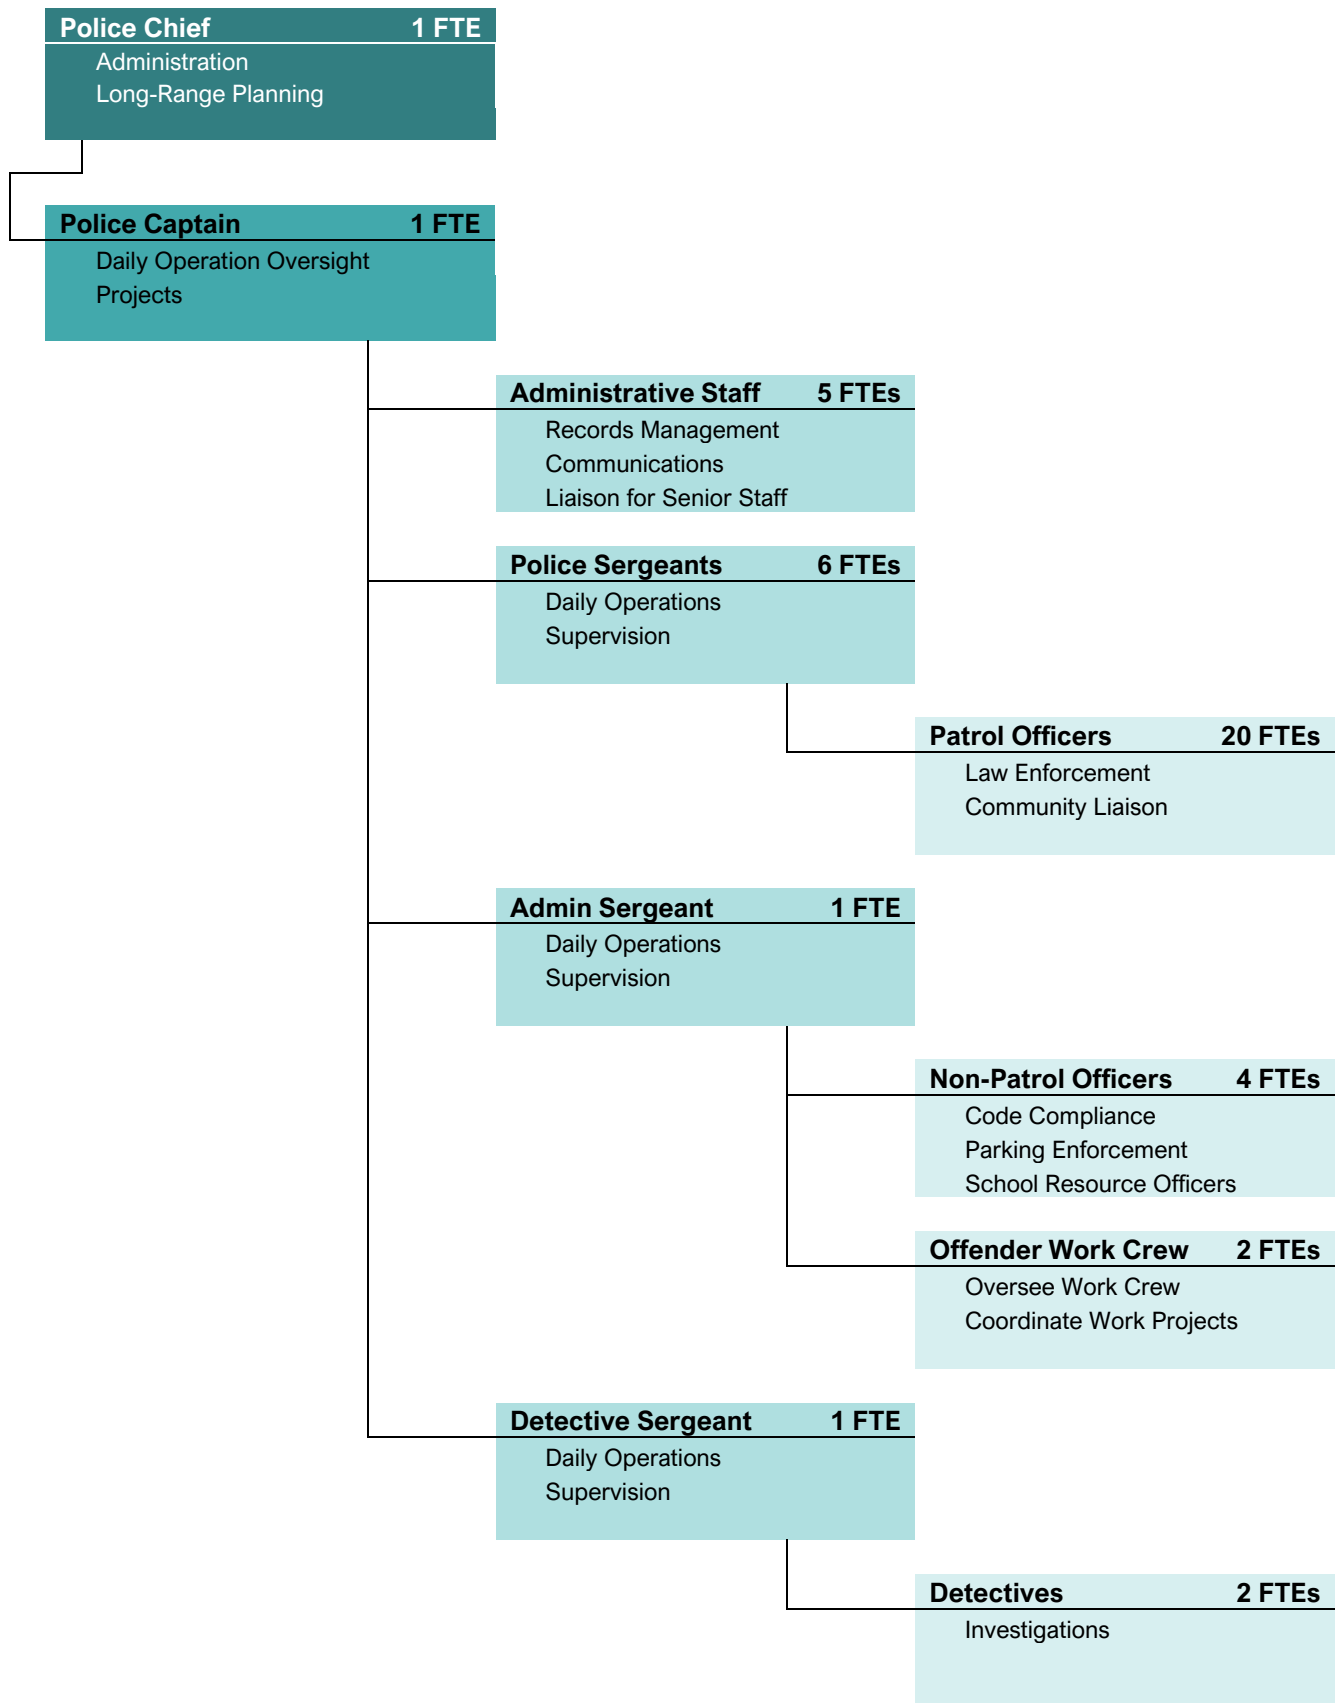 Police Chief 1 FTE
Administration
Long-Range Planning
Police Captain 1 FTE
Daily Operation Oversight
Projects
Administrative Staff 5 FTEs
Records Management
Communications
Liaison for Senior Staff
Police Sergeants 6 FTEs
Daily Operations
Supervision
Patrol Officers 20 FTEs
Law Enforcement
Community Liaison
Admin Sergeant 1 FTE
Daily Operations
Supervision
Non-Patrol Officers 4 FTEs
Code Compliance
Parking Enforcement
School Resource Officers
Offender Work Crew 2 FTEs
Oversee Work Crew
Coordinate Work Projects
Detective Sergeant 1 FTE
Daily Operations
Supervision
Detectives 2 FTEs
Investigations